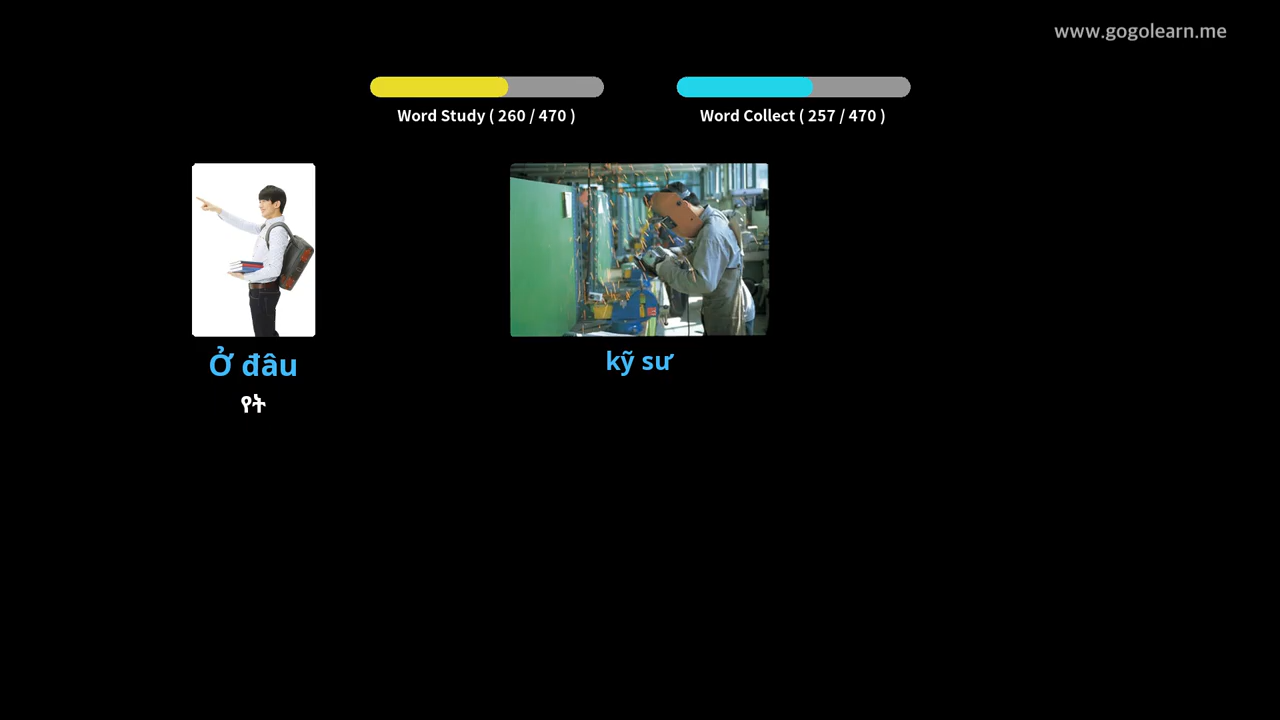 www.gogolearn.me
Word Study ( 260 / 470 )
Word Collect ( 257 / 470 )
Ở đâu
የት
kỹ sư